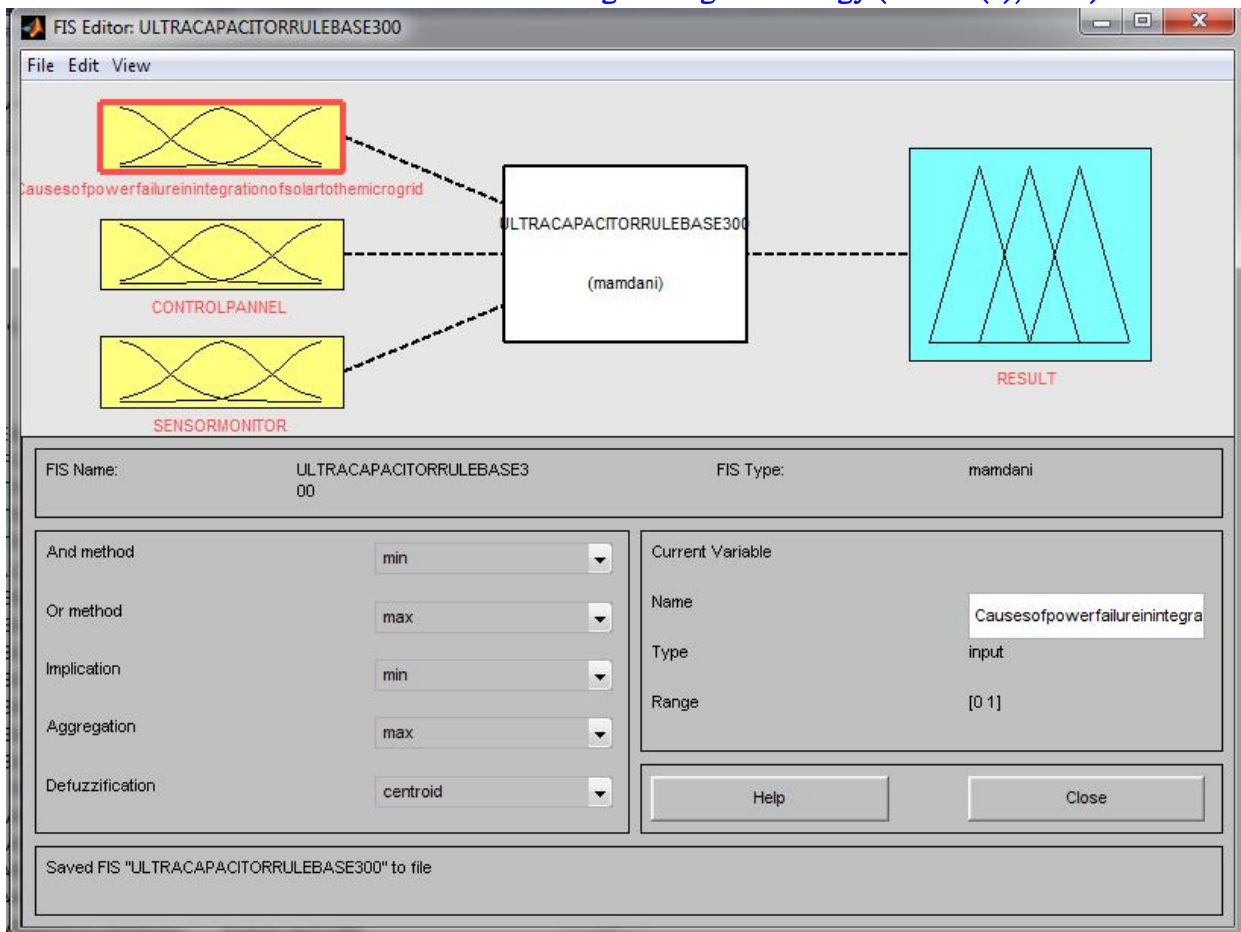 FIS Editor: ULTRACAPACITORRULEBASE300
File Edit View
Causesofpowerfailureinintegrationofsolartothemicrogrid
ULTRACAPACITORRULEBASE300
(mamdani)
CONTROLPANNEL
SENSORMONITOR
RESULT
FIS Name:
ULTRACAPACITORRULEBASE3
00
FIS Type:
mamdani
And method
min
Or method
max
Implication
min
Aggregation
max
Defuzzification
centroid
Current Variable
Name
Causesofpowerfailureinintegra
Type
input
Range
[0 1]
Help
Close
Saved FIS "ULTRACAPACITORRULEBASE300" to file